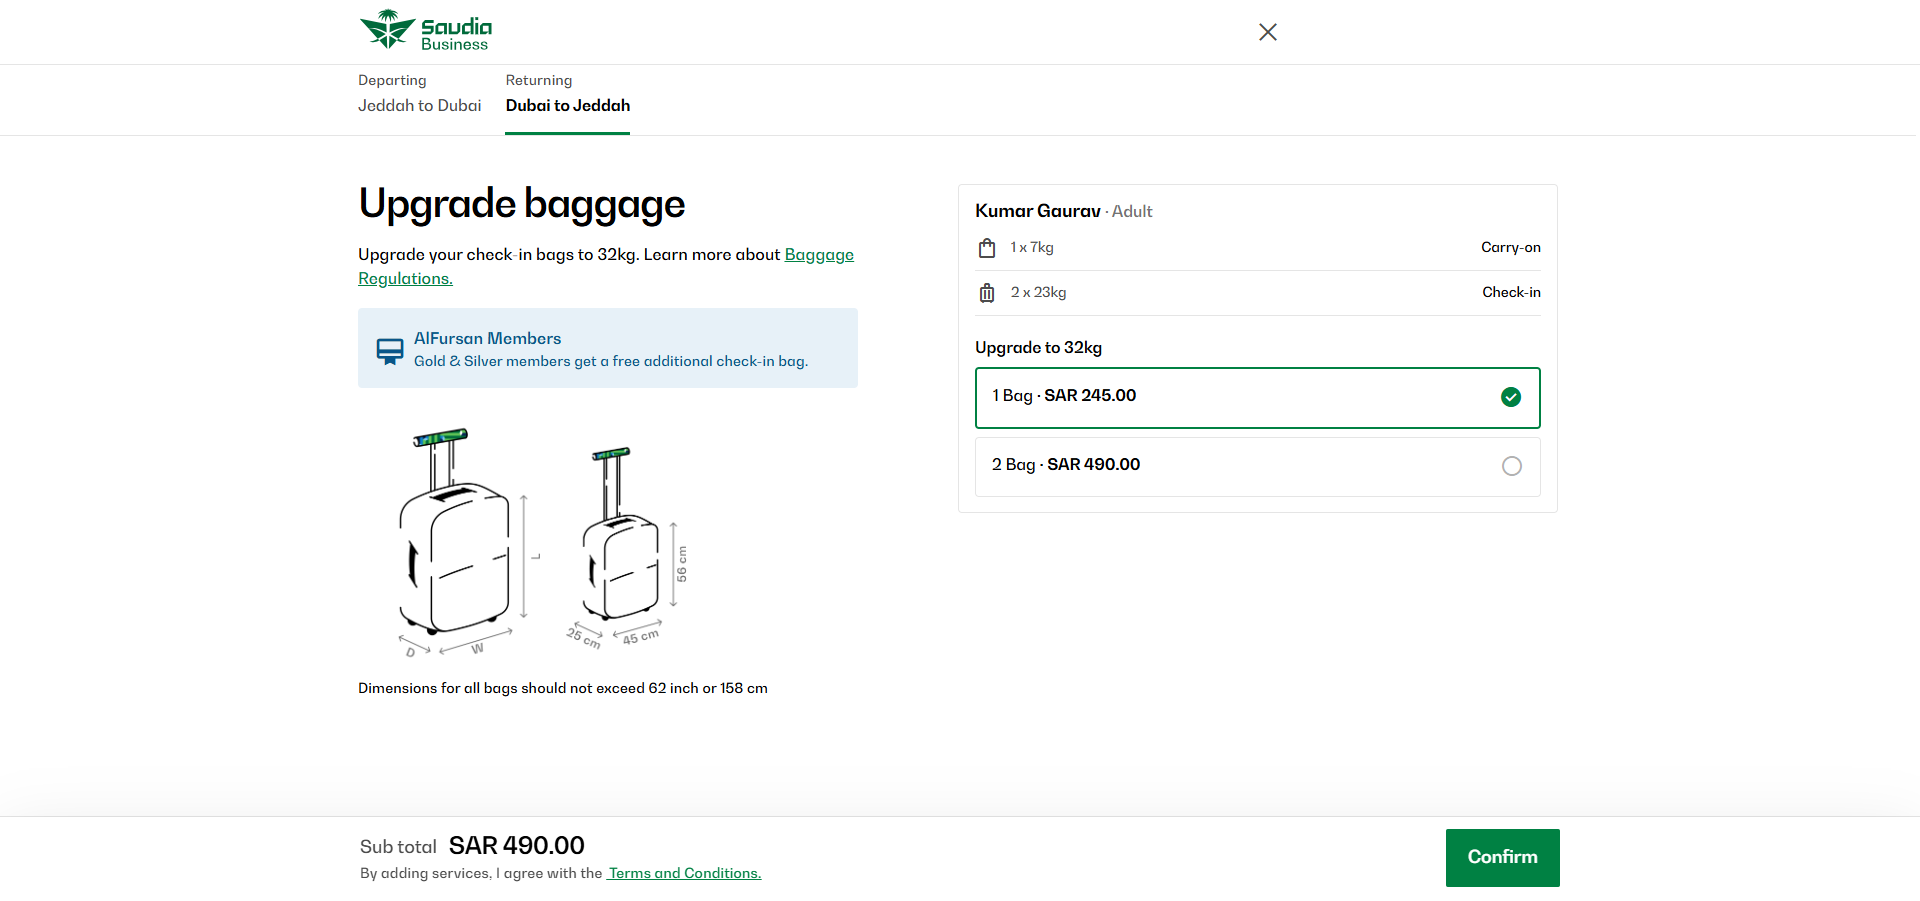 Saudia
Business
Departing
Jeddah to Dubai
Returning
Dubai to Jeddah
Upgrade baggage
Upgrade your check-in bags to 32kg. Learn more about Baggage
Regulations.
AlFursan Members
Gold & Silver members get a free additional check-in bag.
L
D
W
56 cm
25 cm
45 cm
Dimensions for all bags should not exceed 62 inch or 158 cm
Kumar Gaurav · Adult
1 x 7kg Carry-on
2 x 23kg Check-in
Upgrade to 32kg
1 Bag · SAR 245.00
2 Bag · SAR 490.00
Sub total SAR 490.00
By adding services, I agree with the Terms and Conditions.
Confirm